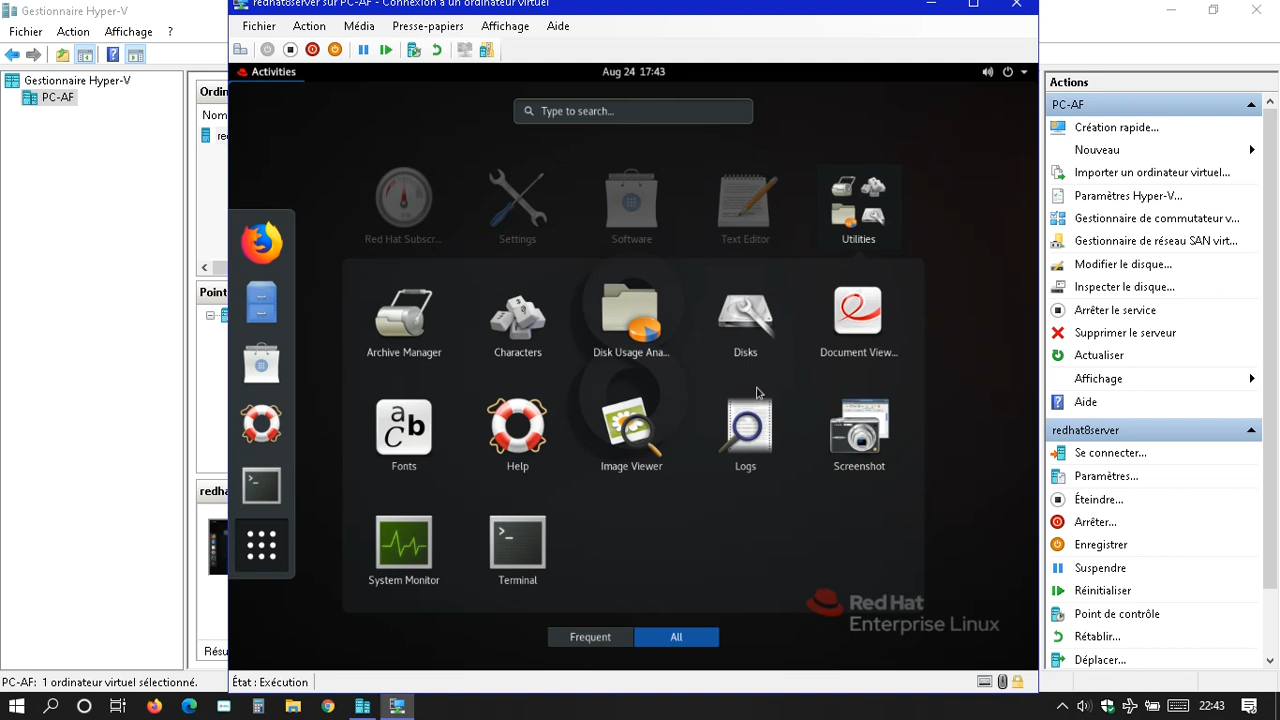 Gestionnaire Hyper-V
Fichier Action Affichage ?
Gestionnaire Hyper-V
PC-AF
Ordin
Nom
red
Point
redh
Résu
PC-AF: 1 ordinateur virtuel sélectionné.
redhat8server sur PC-AF - Connexion à un ordinateur virtuel
Fichier Action Média Presse-papiers Affichage Aide
Activities
Aug 24 17:43
Type to search...
Red Hat Subscr...
Settings
Software
Text Editor
Utilities
Archive Manager
Characters
Disk Usage Ana...
Disks
Document View...
Fonts
Help
Image Viewer
Logs
Screenshot
System Monitor
Terminal
Red Hat
Enterprise Linux
Frequent
All
État : Exécution
Actions
PC-AF
Création rapide...
Nouveau
Importer un ordinateur virtuel...
Paramètres Hyper-V...
Gestionnaire de commutateur v...
Gestionnaire de réseau SAN virt...
Modifier le disque...
Inspecter le disque...
Arrêter le service
Supprimer le serveur
Actualiser
Affichage
Aide
redhat8server
Se connecter...
Paramètres...
Éteindre...
Arrêter...
Enregistrer
Suspendre
Réinitialiser
Point de contrôle
Rétablir...
Déplacer...
22:43